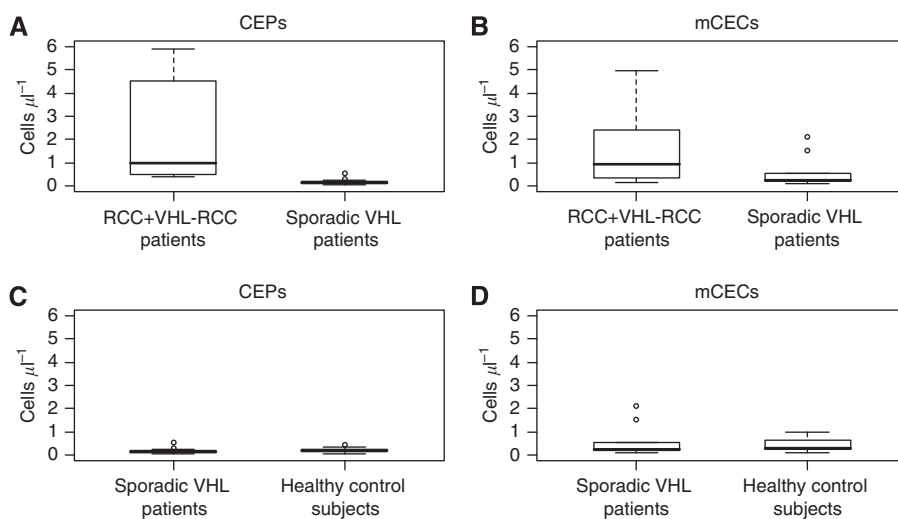 A
CEPs
Cells µl⁻¹
6
5
4
3
2
1
0
RCC+VHL-RCC
patients
Sporadic VHL
patients
B
mCECs
Cells µl⁻¹
6
5
4
3
2
1
0
RCC+VHL-RCC
patients
Sporadic VHL
patients
C
CEPs
Cells µl⁻¹
6
5
4
3
2
1
0
Sporadic VHL
patients
Healthy control
subjects
D
mCECs
Cells µl⁻¹
6
5
4
3
2
1
0
Sporadic VHL
patients
Healthy control
subjects